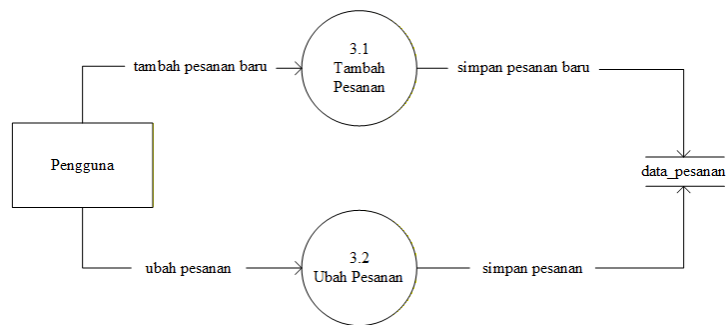 3.1
Tambah
Pesanan
tambah pesanan baru
simpan pesanan baru
Pengguna
data_pesanan
3.2
Ubah Pesanan
ubah pesanan
simpan pesanan